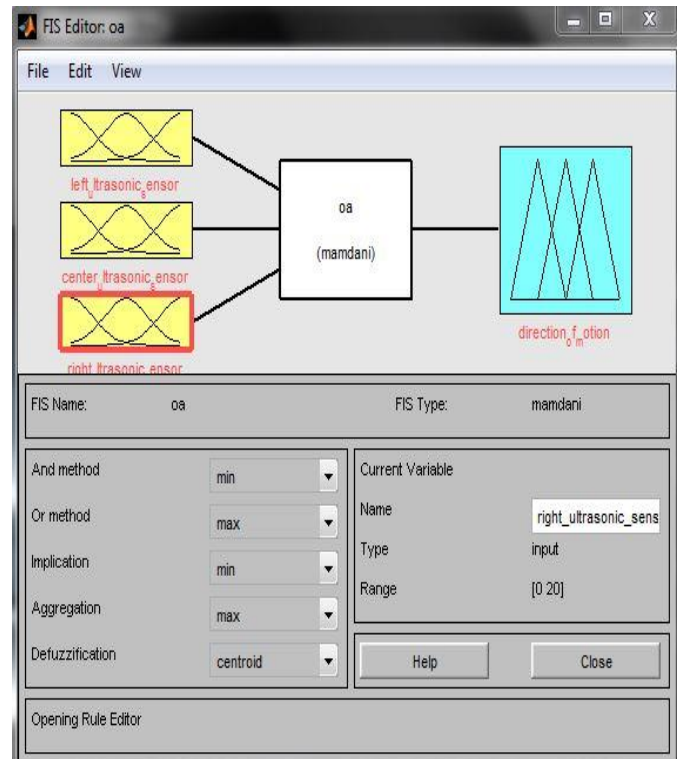 FIS Editor: oa
File Edit View
left_ultrasonic_sensor
center_ultrasonic_sensor
right_ultrasonic_sensor
oa
(mamdani)
direction_of_motion
FIS Name: oa
FIS Type: mamdani
And method min
Or method max
Implication min
Aggregation max
Defuzzification centroid
Current Variable
Name right_ultrasonic_sens
Type input
Range [0 20]
Help Close
Opening Rule Editor